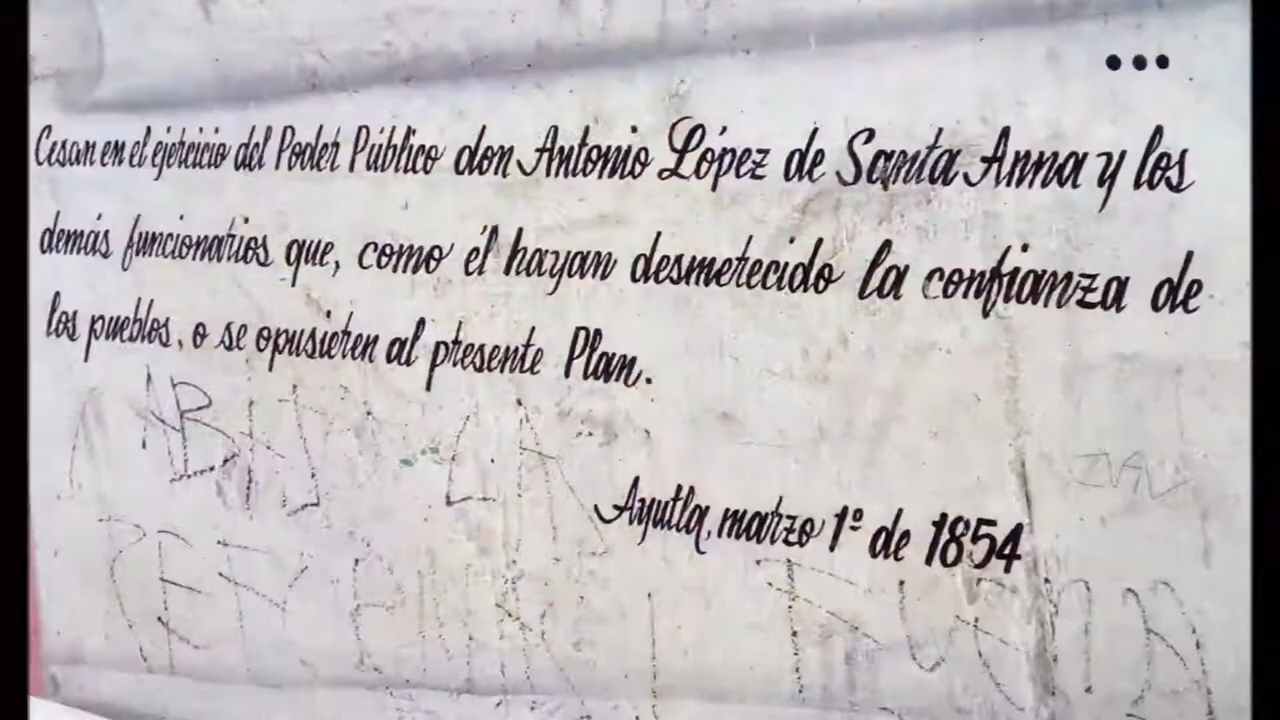 Cesan en el ejercicio del Poder Público don Antonio López de Santa Anna y los
demás funcionarios que, como él hayan desmerecido la confianza de
los pueblos, o se opusieren al presente Plan.
Ayutla, marzo 1º de 1854